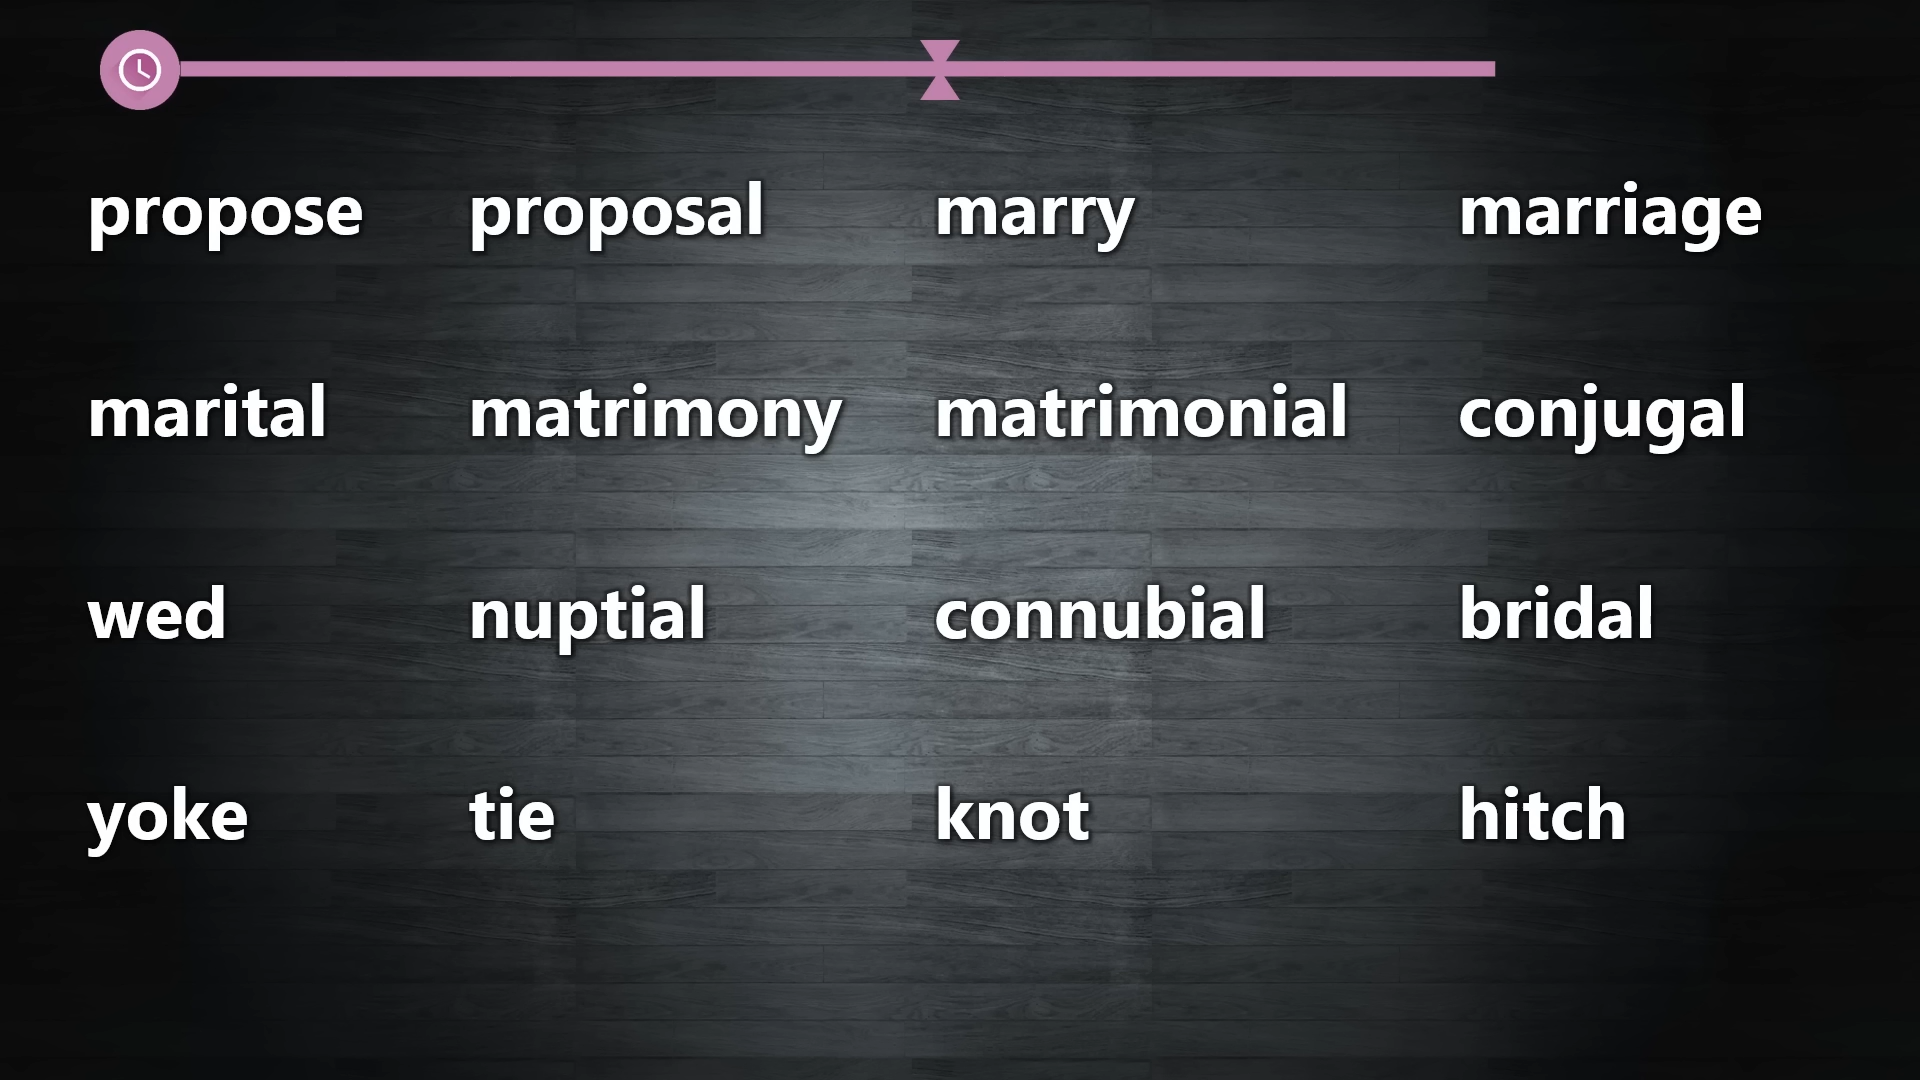 propose proposal marry marriage
marital matrimony matrimonial conjugal
wed nuptial connubial bridal
yoke tie knot hitch